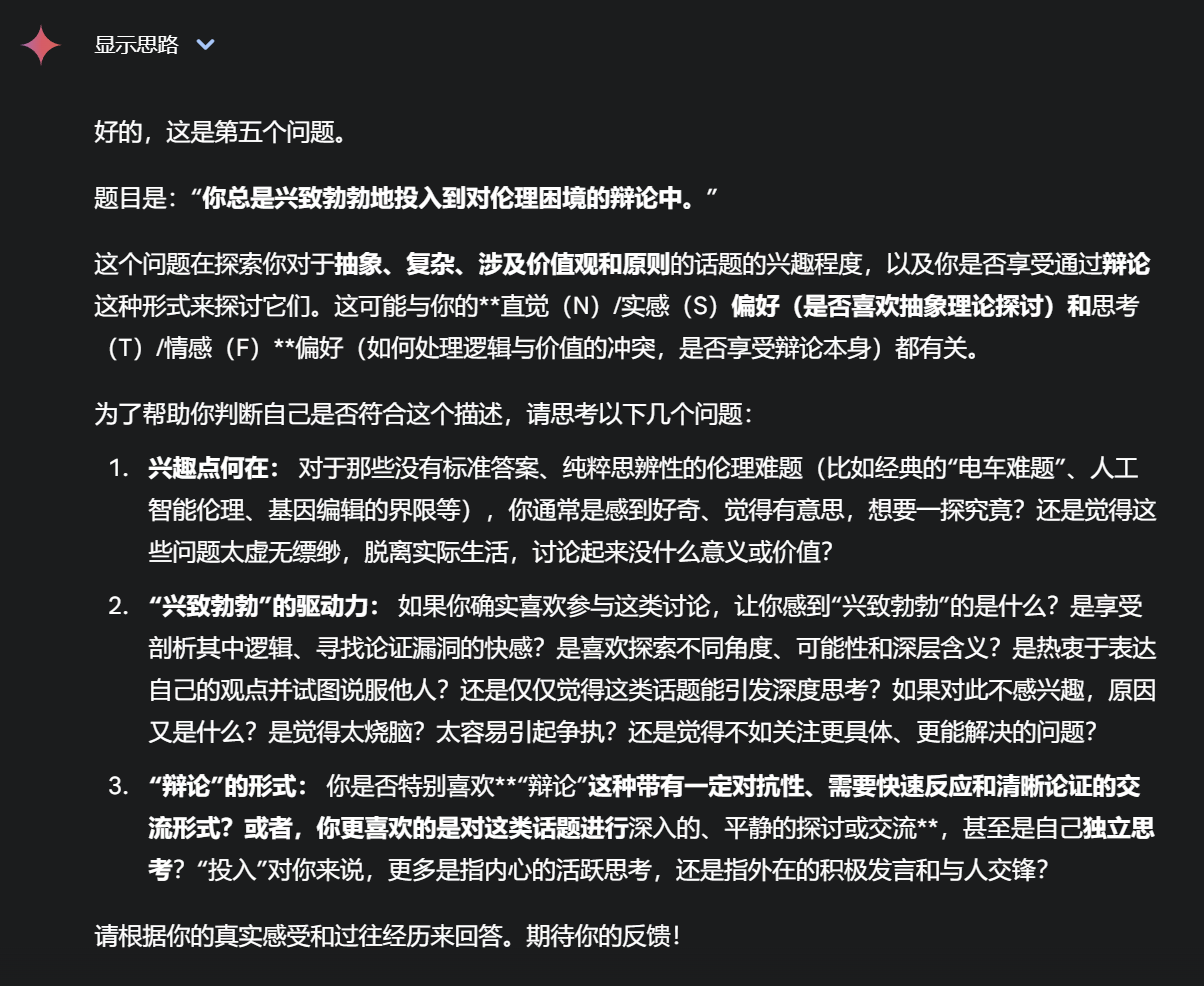 显示思路
好的，这是第五个问题。
题目是：“你总是兴致勃勃地投入到对伦理困境的辩论中。”
这个问题在探索你对于抽象、复杂、涉及价值观和原则的话题的兴趣程度，以及你是否享受通过辩论
这种形式来探讨它们。这可能与你的**直觉（N）/实感（S）偏好（是否喜欢抽象理论探讨）和思考
（T）/情感（F）**偏好（如何处理逻辑与价值的冲突，是否享受辩论本身）都有关。
为了帮助你判断自己是否符合这个描述，请思考以下几个问题：
1. 兴趣点何在： 对于那些没有标准答案、纯粹思辨性的伦理难题（比如经典的“电车难题”、人工
智能伦理、基因编辑的界限等），你通常是感到好奇、觉得有意思，想要一探究竟？还是觉得这
些问题太虚无缥缈，脱离实际生活，讨论起来没什么意义或价值？
2. “兴致勃勃”的驱动力： 如果你确实喜欢参与这类讨论，让你感到“兴致勃勃”的是什么？是享受
剖析其中逻辑、寻找论证漏洞的快感？是喜欢探索不同角度、可能性和深层含义？是热衷于表达
自己的观点并试图说服他人？还是仅仅觉得这类话题能引发深度思考？如果对此不感兴趣，原因
又是什么？是觉得太烧脑？太容易引起争执？还是觉得不如关注更具体、更能解决的问题？
3. “辩论”的形式： 你是否特别喜欢**“辩论”这种带有一定对抗性、需要快速反应和清晰论证的交
流形式？或者，你更喜欢的是对这类话题进行深入的、平静的探讨或交流**，甚至是自己独立思
考？“投入”对你来说，更多是指内心的活跃思考，还是指外在的积极发言和与人交锋？
请根据你的真实感受和过往经历来回答。期待你的反馈！